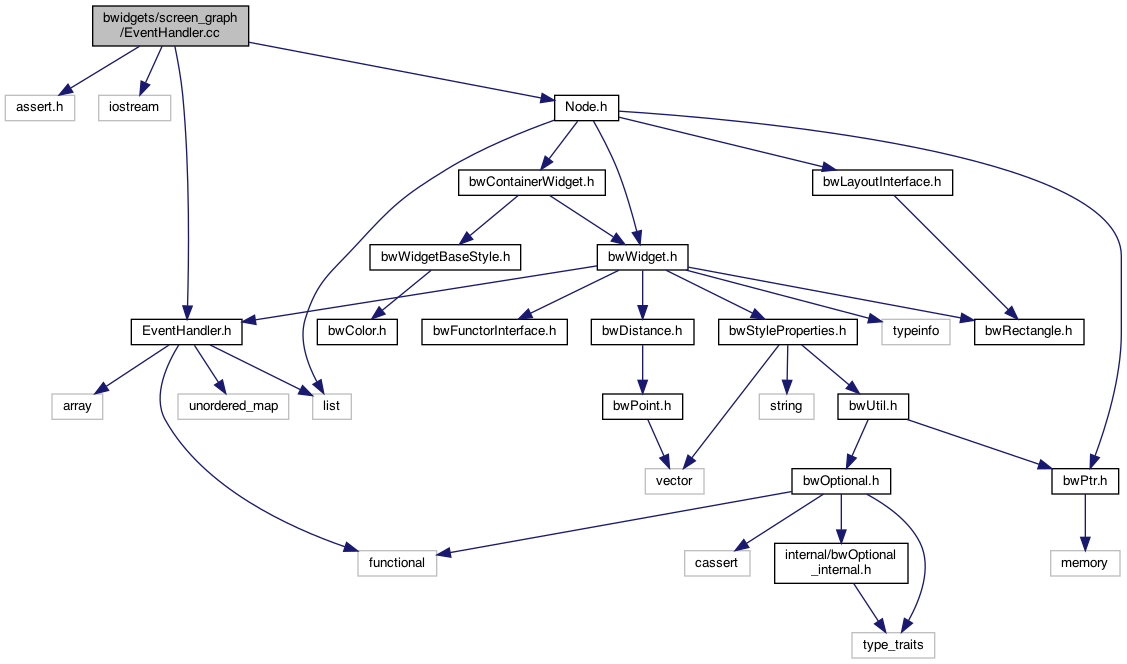 bwidgets/screen_graph
/EventHandler.cc
assert.h
iostream
Node.h
bwContainerWidget.h
bwLayoutInterface.h
bwWidgetBaseStyle.h
bwWidget.h
EventHandler.h
bwColor.h
bwFunctorInterface.h
bwDistance.h
bwStyleProperties.h
typeinfo
bwRectangle.h
array
unordered_map
list
bwPoint.h
string
bwUtil.h
vector
bwOptional.h
bwPtr.h
functional
cassert
internal/bwOptional
_internal.h
memory
type_traits